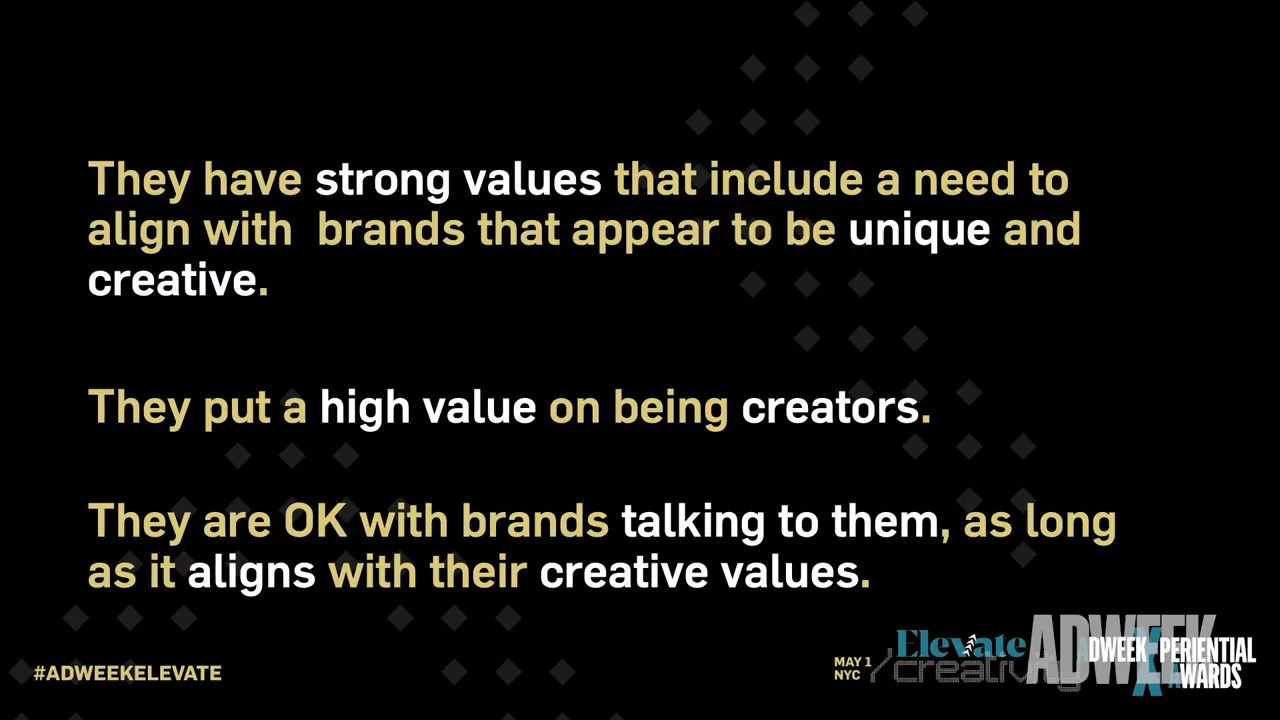 They have strong values that include a need to
align with brands that appear to be unique and
creative.
They put a high value on being creators.
They are OK with brands talking to them, as long
as it aligns with their creative values.
#ADWEEKELEVATE
MAY 1
NYC
Elevate
/creativity
ADWEEK
ADWEEK XPERIENTIAL
AWARDS